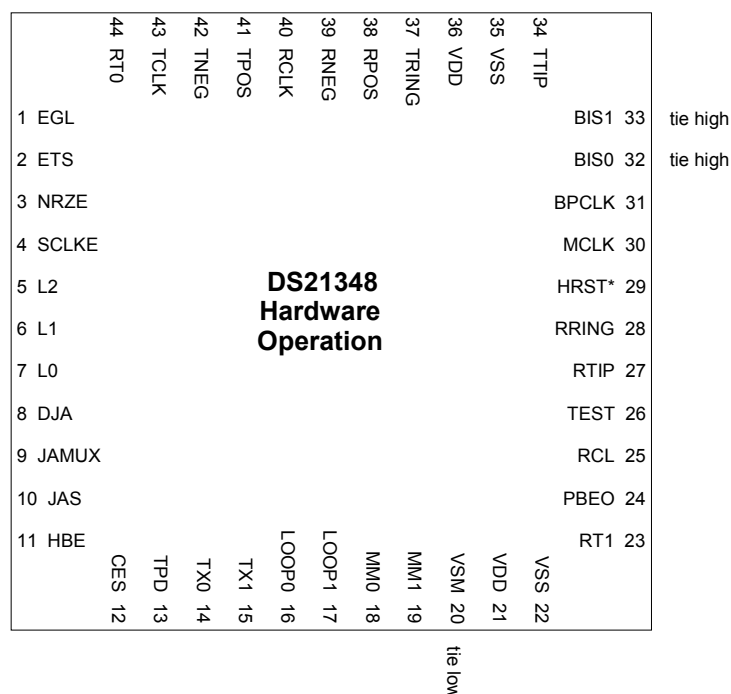 44 RT0
43 TCLK
42 TNEG
41 TPOS
40 RCLK
39 RNEG
38 RPOS
37 TRING
36 VDD
35 VSS
34 TTIP
1 EGL
2 ETS
3 NRZE
4 SCLKE
5 L2
6 L1
7 L0
8 DJA
9 JAMUX
10 JAS
11 HBE
DS21348
Hardware
Operation
BIS1 33 tie high
BIS0 32 tie high
BPCLK 31
MCLK 30
HRST* 29
RRING 28
RTIP 27
TEST 26
RCL 25
PBEO 24
RT1 23
CES 12
TPD 13
TX0 14
TX1 15
LOOP0 16
LOOP1 17
MM0 18
MM1 19
VSM 20 tie low
VDD 21
VSS 22